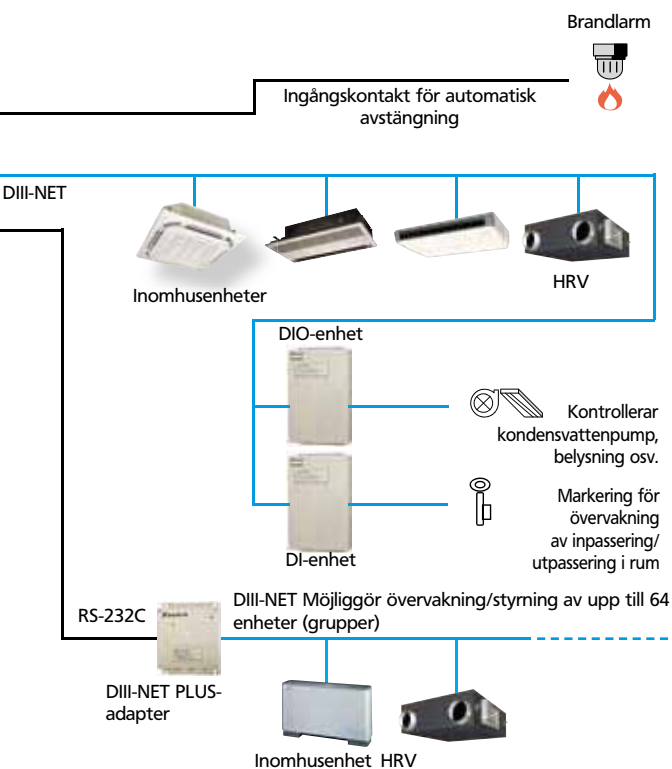 Brandlarm
Ingångskontakt för automatisk
avstängning
DIII-NET
Inomhusenheter
HRV
DIO-enhet
Kontrollerar
kondensvattenpump,
belysning osv.
Markering för
övervakning
av inpassering/
utpassering i rum
DI-enhet
RS-232C
DIII-NET Möjliggör övervakning/styrning av upp till 64
enheter (grupper)
DIII-NET PLUS-
adapter
Inomhusenhet HRV